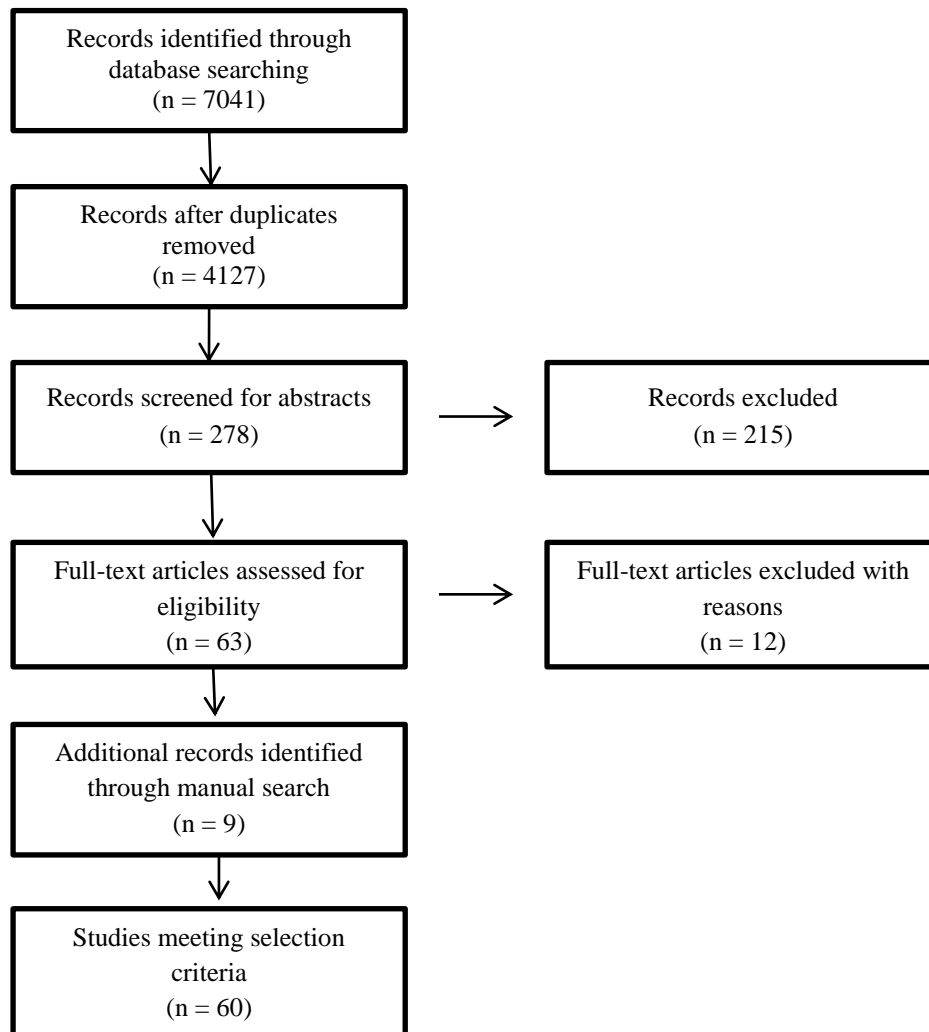 Records identified through
database searching
(n = 7041)
Records after duplicates
removed
(n = 4127)
Records screened for abstracts
(n = 278)
Records excluded
(n = 215)
Full-text articles assessed for
eligibility
(n = 63)
Full-text articles excluded with
reasons
(n = 12)
Additional records identified
through manual search
(n = 9)
Studies meeting selection
criteria
(n = 60)